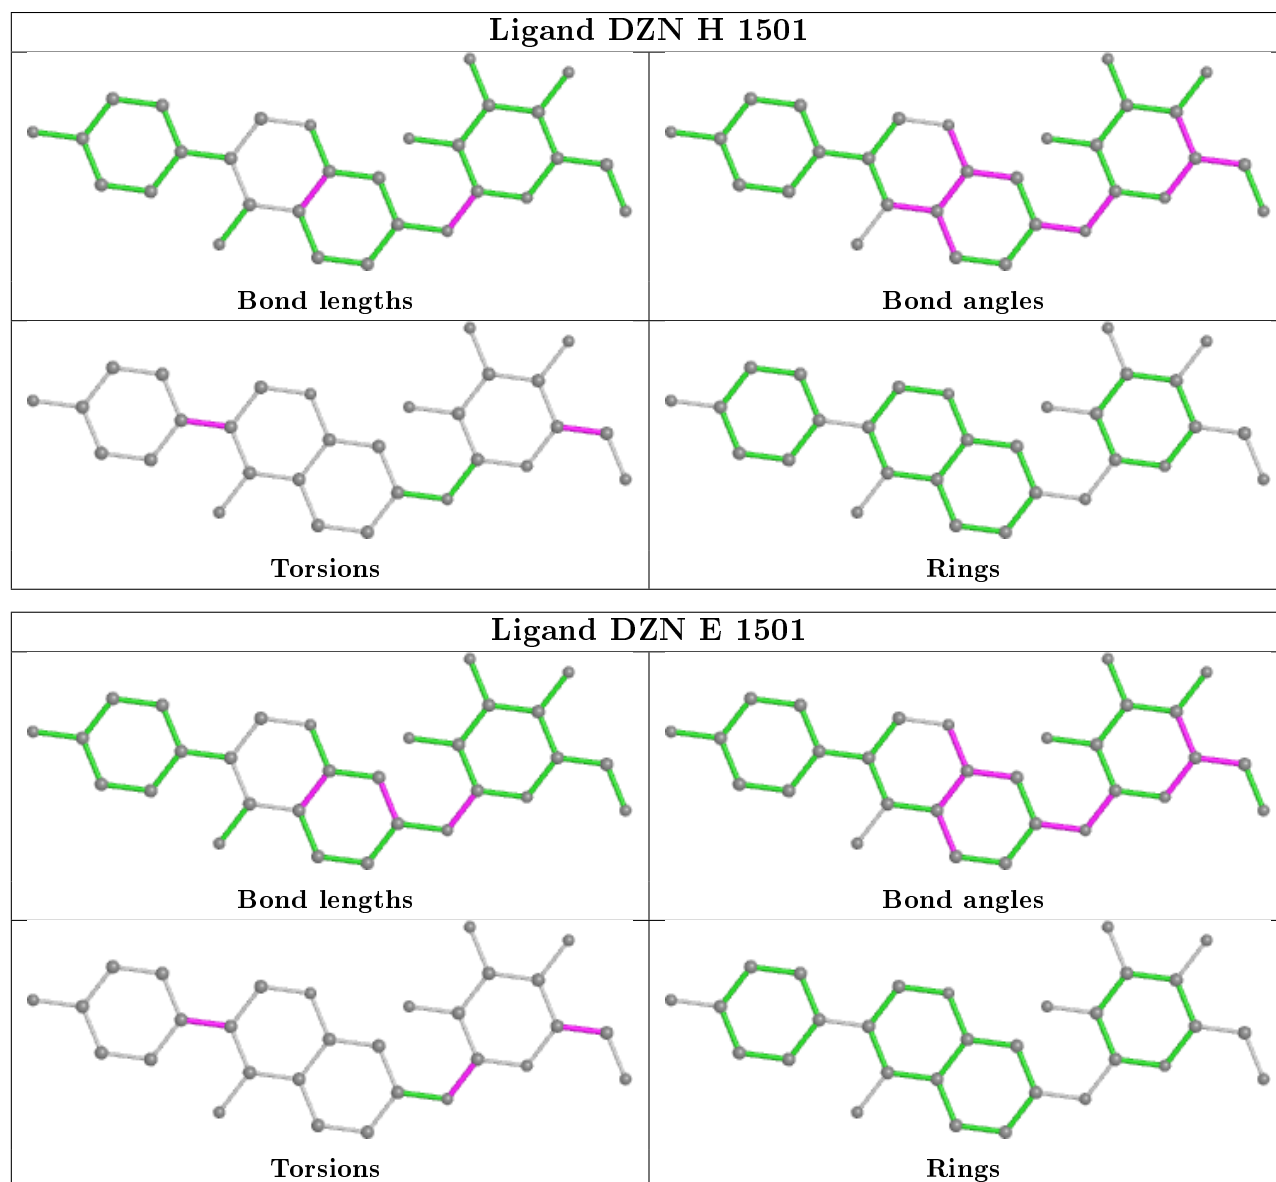 Ligand DZN H 1501
Bond lengths
Bond angles
Torsions
Rings
Ligand DZN E 1501
Bond lengths
Bond angles
Torsions
Rings